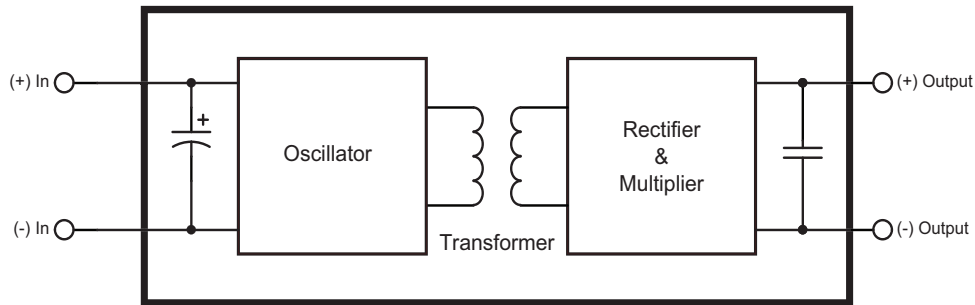 (+) In
(-) In
+
Oscillator
Transformer
Rectifier
&
Multiplier
(+) Output
(-) Output